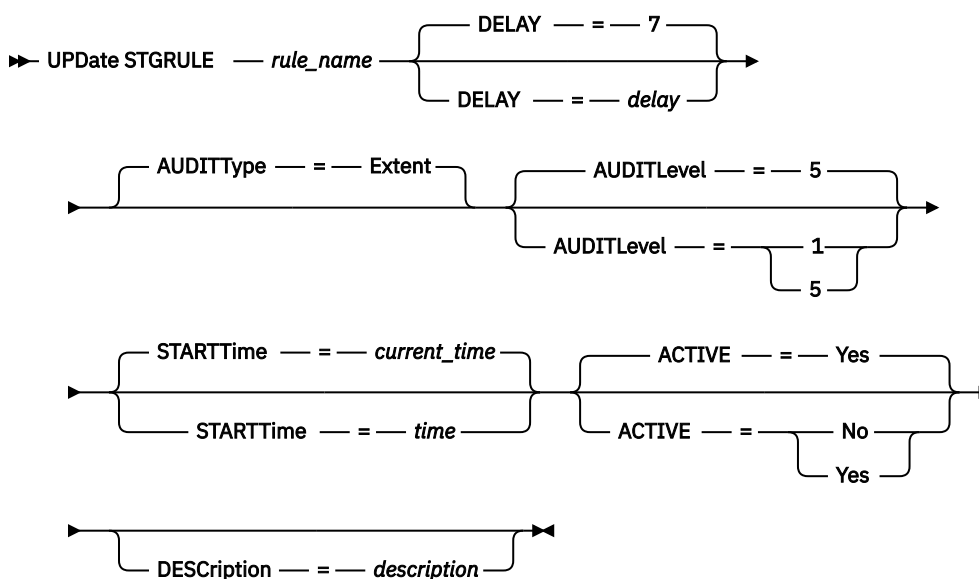 DELAY = 7
UPDate STGRULE rule_name
DELAY = delay
AUDITType = Extent
AUDITLevel = 5
AUDITLevel = 1
5
STARTTime = current_time
STARTTime = time
ACTIVE = Yes
ACTIVE = No
Yes
DESCription = description